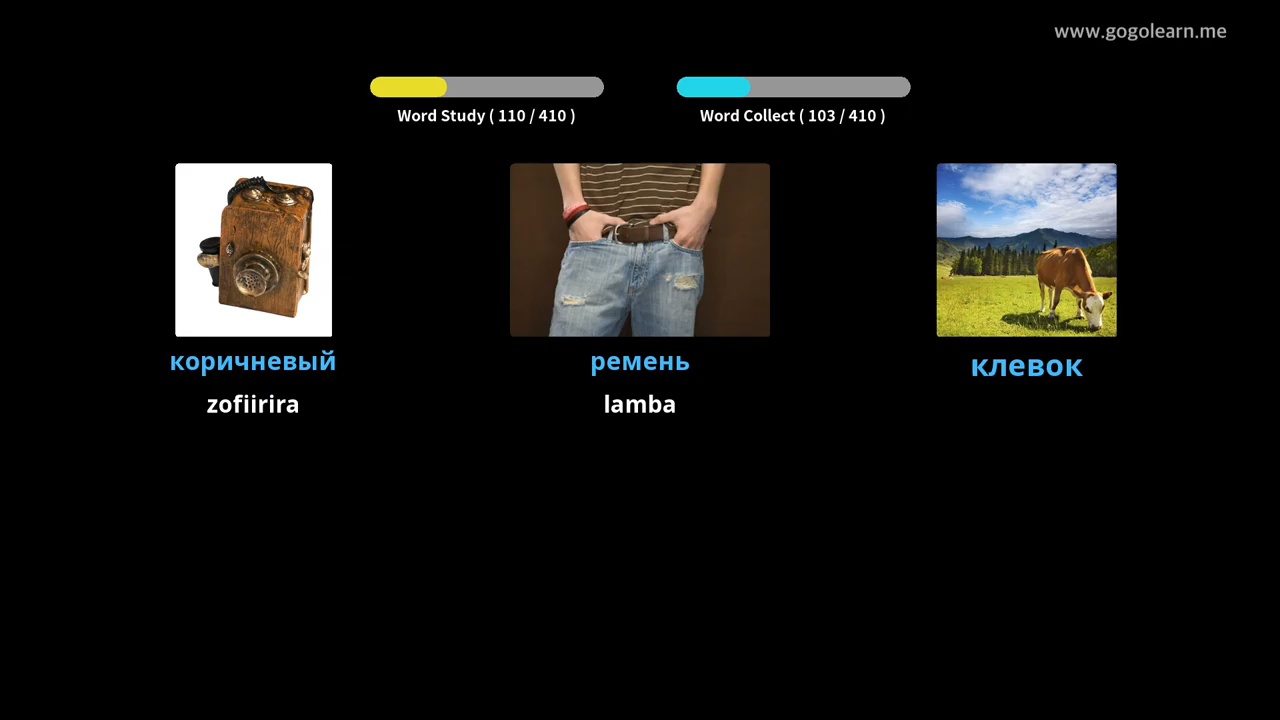 www.gogolearn.me
Word Study ( 110 / 410 )
Word Collect ( 103 / 410 )
коричневый
ремень
клевок
zofiirira
lamba